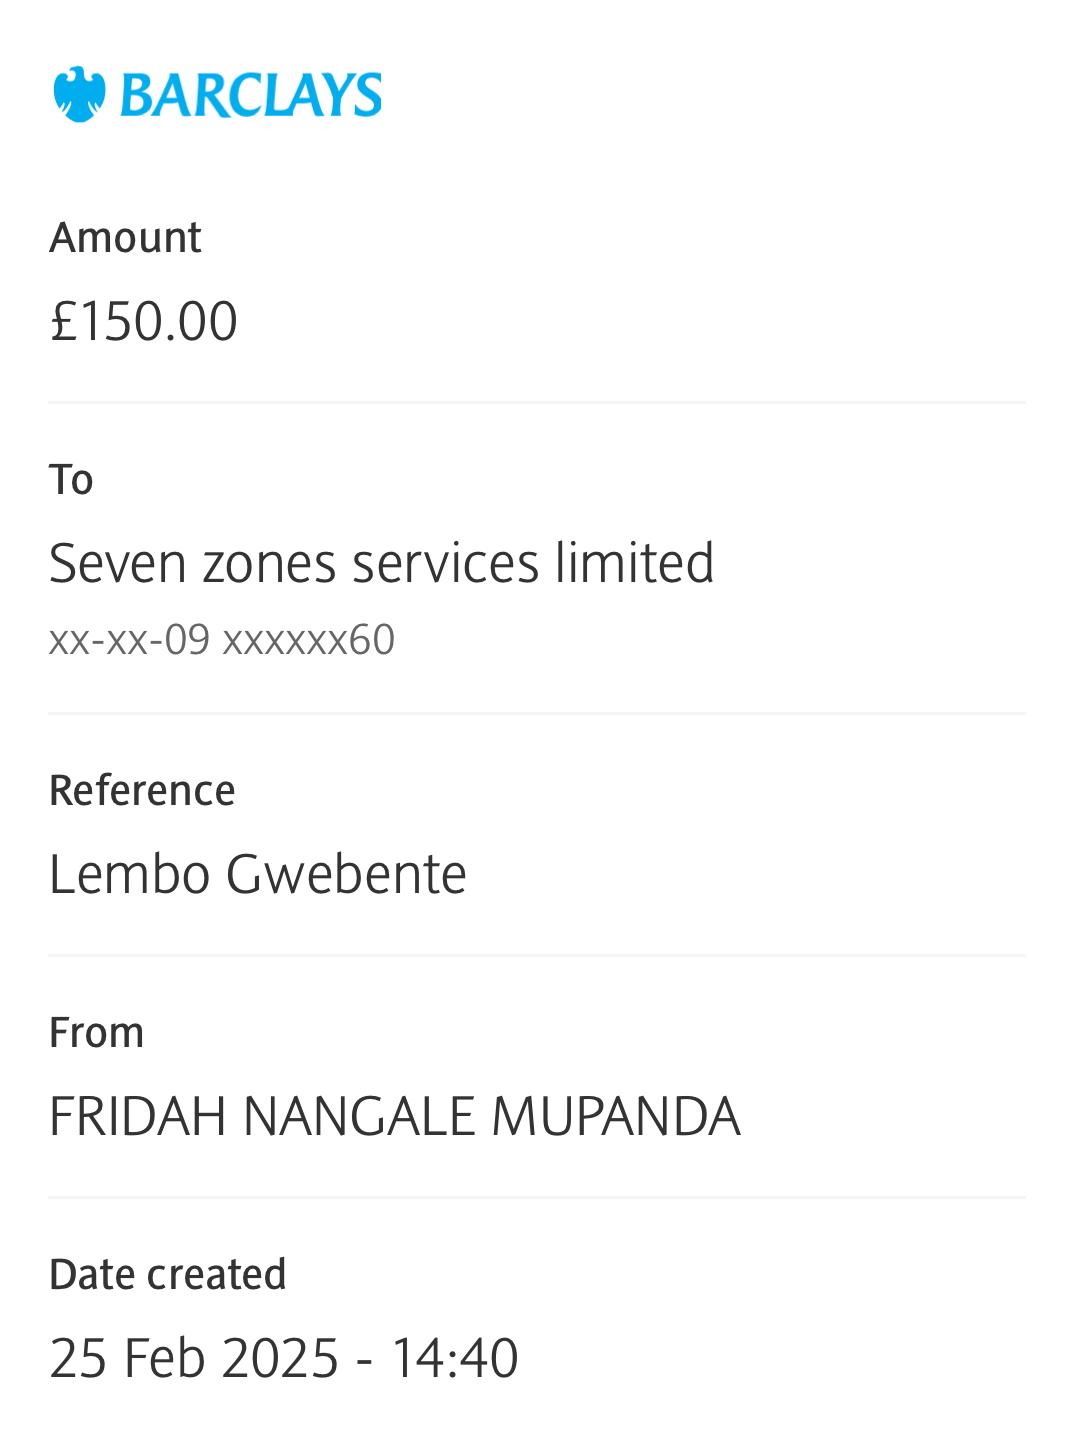 BARCLAYS
Amount
£150.00
To
Seven zones services limited
xx-xx-09 xxxxxx60
Reference
Lembo Gwebente
From
FRIDAH NANGALE MUPANDA
Date created
25 Feb 2025 - 14:40